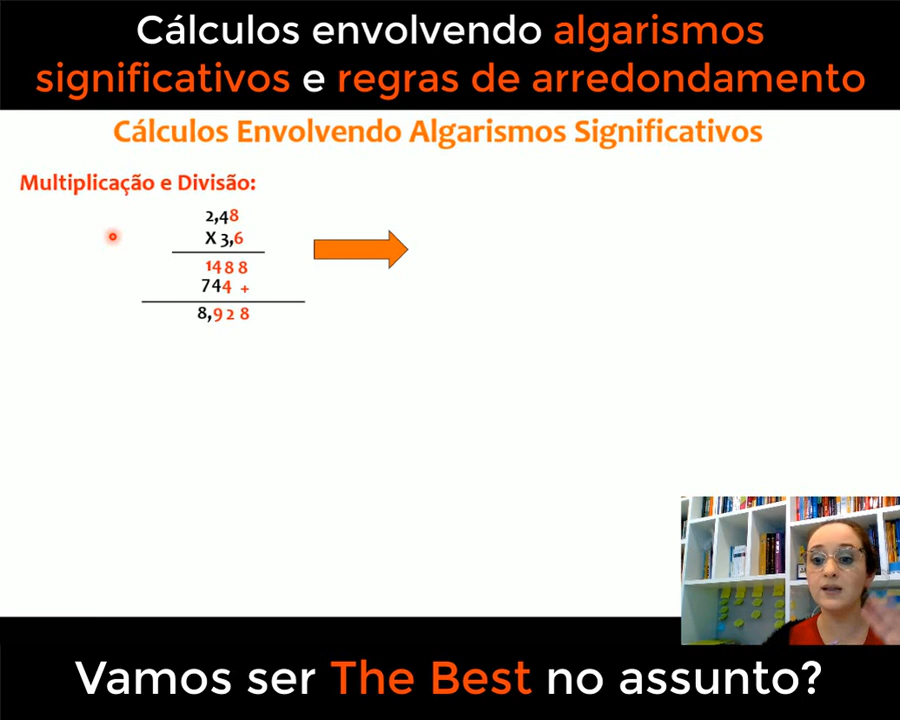 Cálculos envolvendo algarismos
significativos e regras de arredondamento
Cálculos Envolvendo Algarismos Significativos
Multiplicação e Divisão:
2,48
X 3,6
1488
744 +
8,928
Vamos ser The Best no assunto?